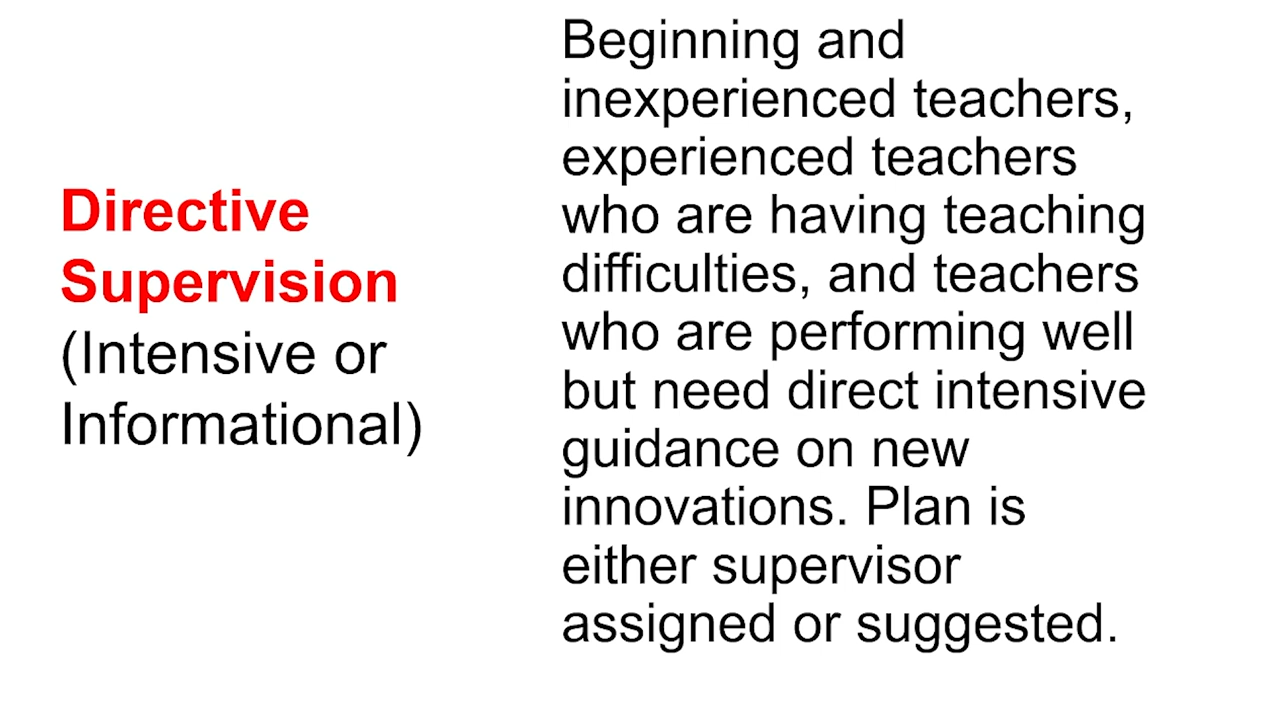 Directive
Supervision
(Intensive or
Informational)
Beginning and
inexperienced teachers,
experienced teachers
who are having teaching
difficulties, and teachers
who are performing well
but need direct intensive
guidance on new
innovations. Plan is
either supervisor
assigned or suggested.